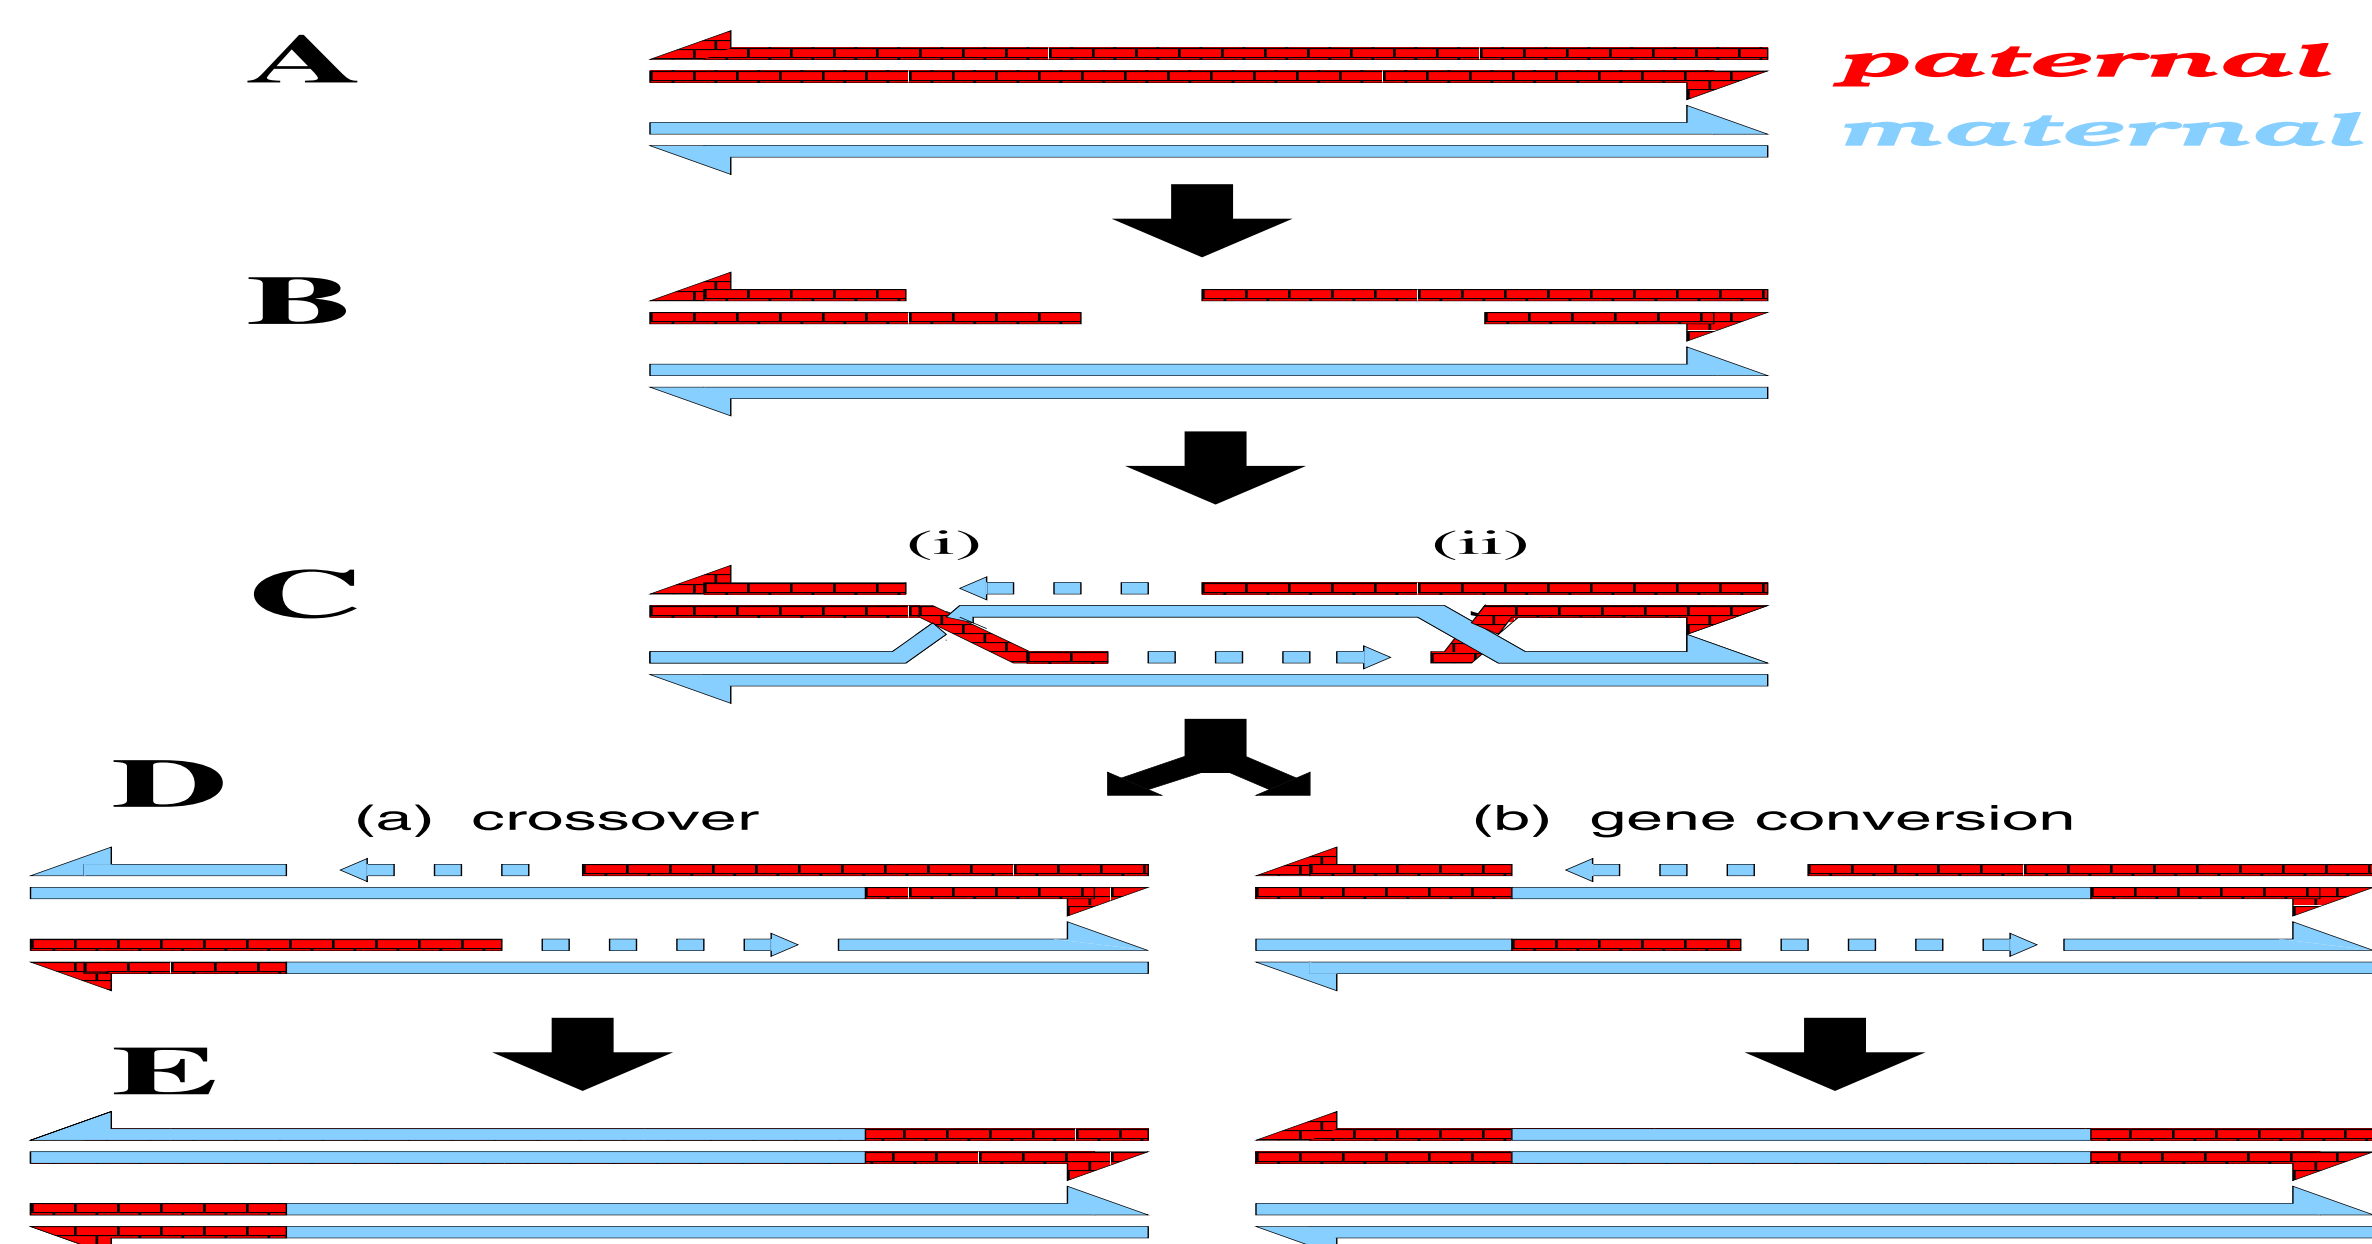 A
paternal
maternal
B
(i) (ii)
C
D
(a) crossover (b) gene conversion
E